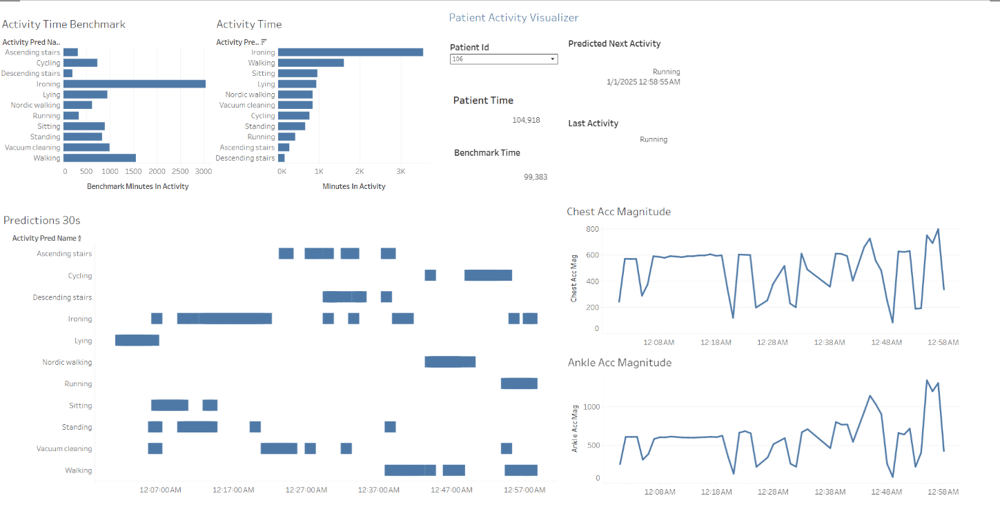 Activity Time Benchmark
Activity Pred Na..
Ascending stairs
Cycling
Descending stairs
Ironing
Lying
Nordic walking
Running
Sitting
Standing
Vacuum cleaning
Walking
0 500 1000 1500 2000 2500 3000
Benchmark Minutes In Activity
Activity Time
Activity Pre..
Ironing
Walking
Sitting
Lying
Nordic walking
Vacuum cleaning
Cycling
Standing
Running
Ascending stairs
Descending stairs
0K 1K 2K 3K
Minutes In Activity
Patient Activity Visualizer
Patient Id
106
Patient Time
104,918
Benchmark Time
99,383
Predicted Next Activity
Running
1/1/2025 12:58:55 AM
Last Activity
Running
Predictions 30s
Activity Pred Name
Ascending stairs
Cycling
Descending stairs
Ironing
Lying
Nordic walking
Running
Sitting
Standing
Vacuum cleaning
Walking
12:07:00 AM 12:17:00 AM 12:27:00 AM 12:37:00 AM 12:47:00 AM 12:57:00 AM
Chest Acc Magnitude
Chest Acc Mag
800
600
400
200
0
12:08 AM 12:18 AM 12:28 AM 12:38 AM 12:48 AM 12:58 AM
Ankle Acc Magnitude
Ankle Acc Mag
1000
500
0
12:08 AM 12:18 AM 12:28 AM 12:38 AM 12:48 AM 12:58 AM